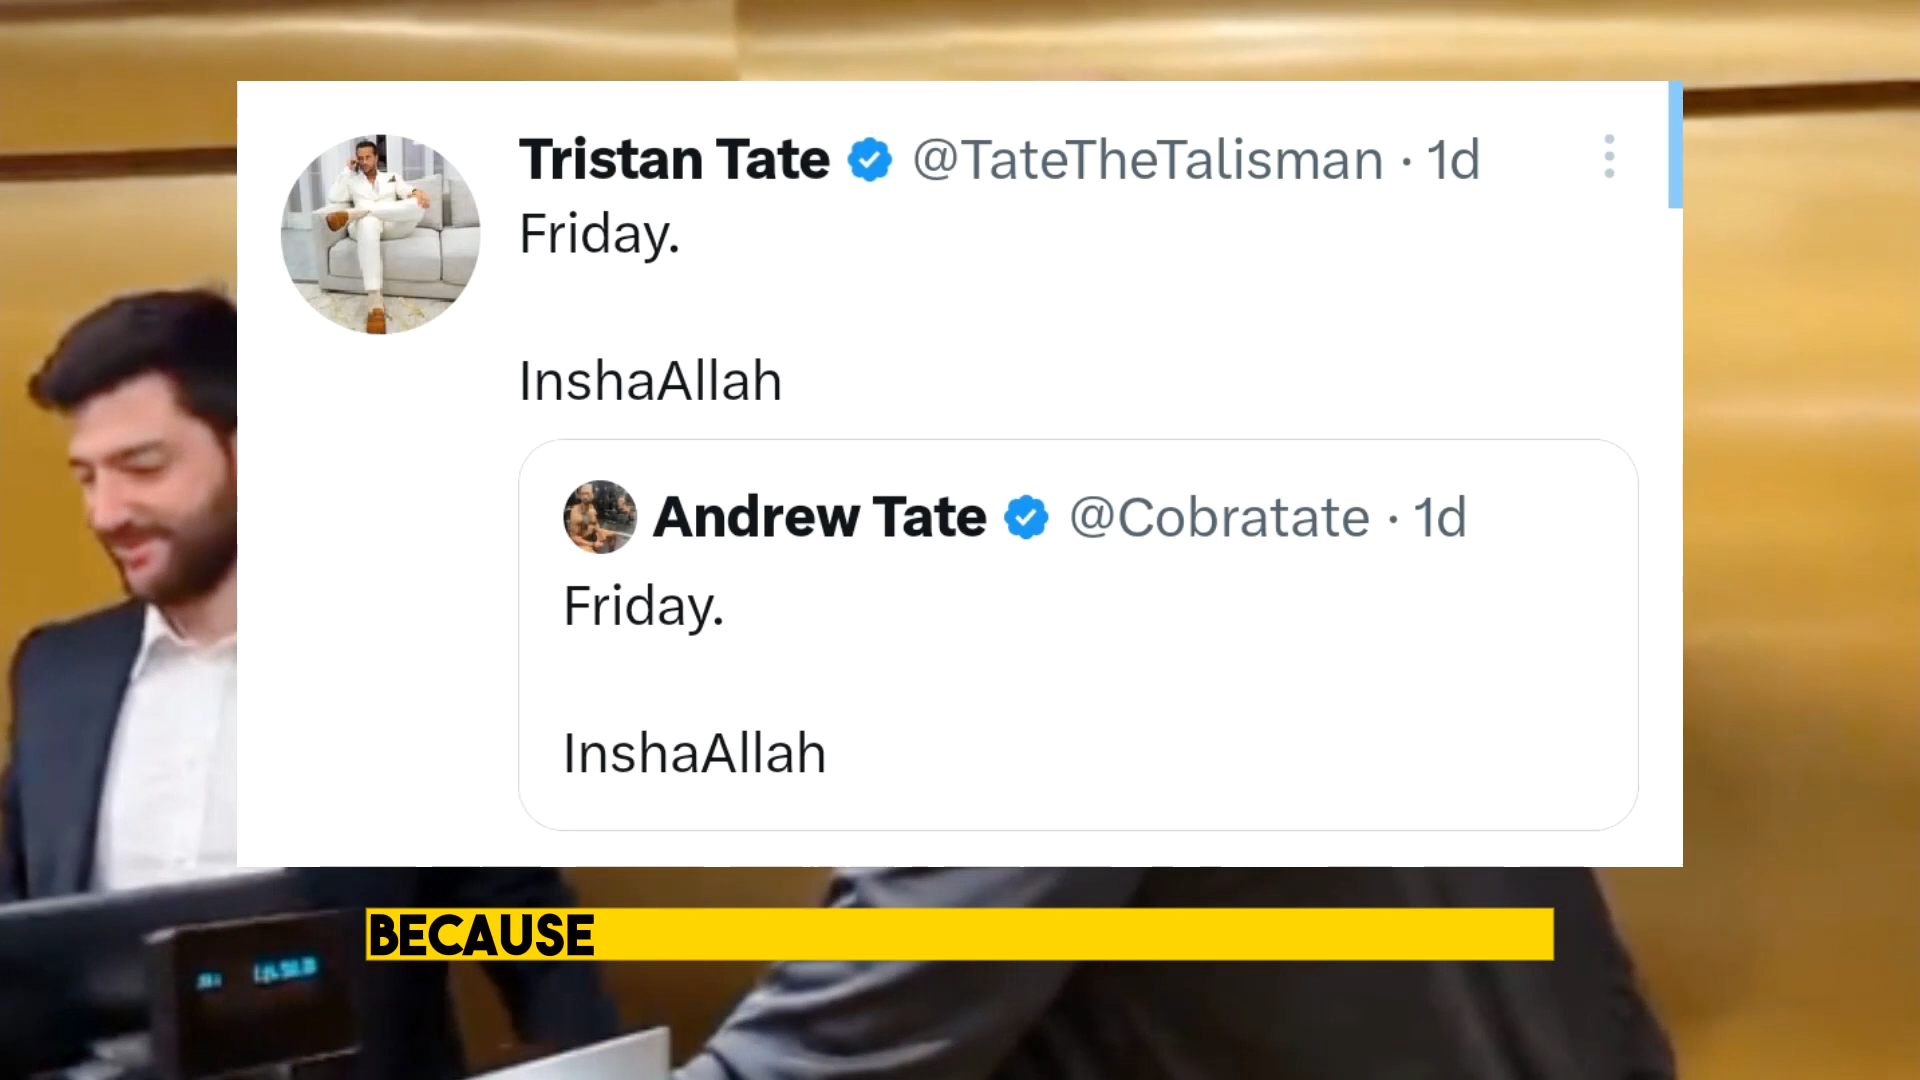 Tristan Tate @TateTheTalisman · 1d
Friday.
InshaAllah
Andrew Tate @Cobratate · 1d
Friday.
InshaAllah
BECAUSE